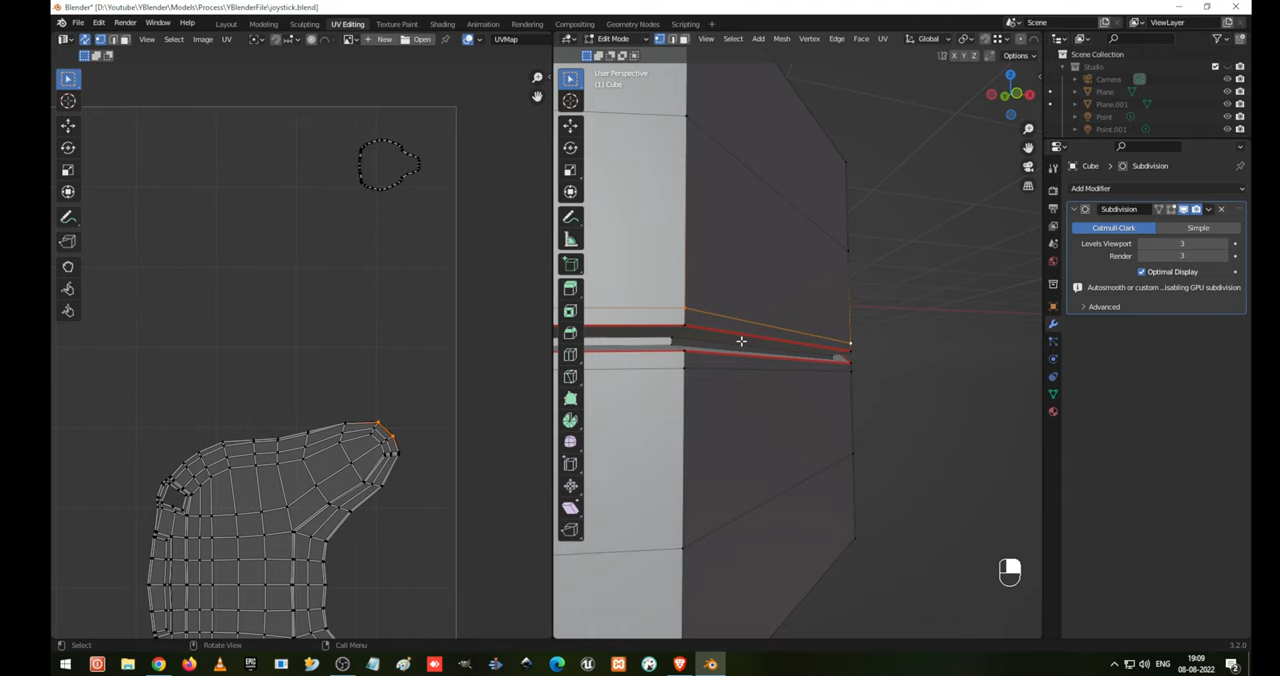 Blender* [D:\Youtube\YBlender\Models\Process\YBlenderFile\joystick.blend]
File Edit Render Window Help Layout Modeling Sculpting UV Editing Texture Paint Shading Animation Rendering Compositing Geometry Nodes Scripting + Scene ViewLayer
View Select Image UV + New Open UVMap Edit Mode View Select Add Mesh Vertex Edge Face UV Global
X Y Z Options
Scene Collection
Studio
Camera
Plane
Plane.001
Point
Point.001
User Perspective
(1) Cube
Z
Y X
Cube > Subdivision
Add Modifier
Subdivision
Catmull-Clark Simple
Levels Viewport 3
Render 3
Optimal Display
Autosmooth or custom ..isabling GPU subdivision
> Advanced
Select Rotate View Call Menu 3.2.0
ENG 19:09
08-08-2022
2